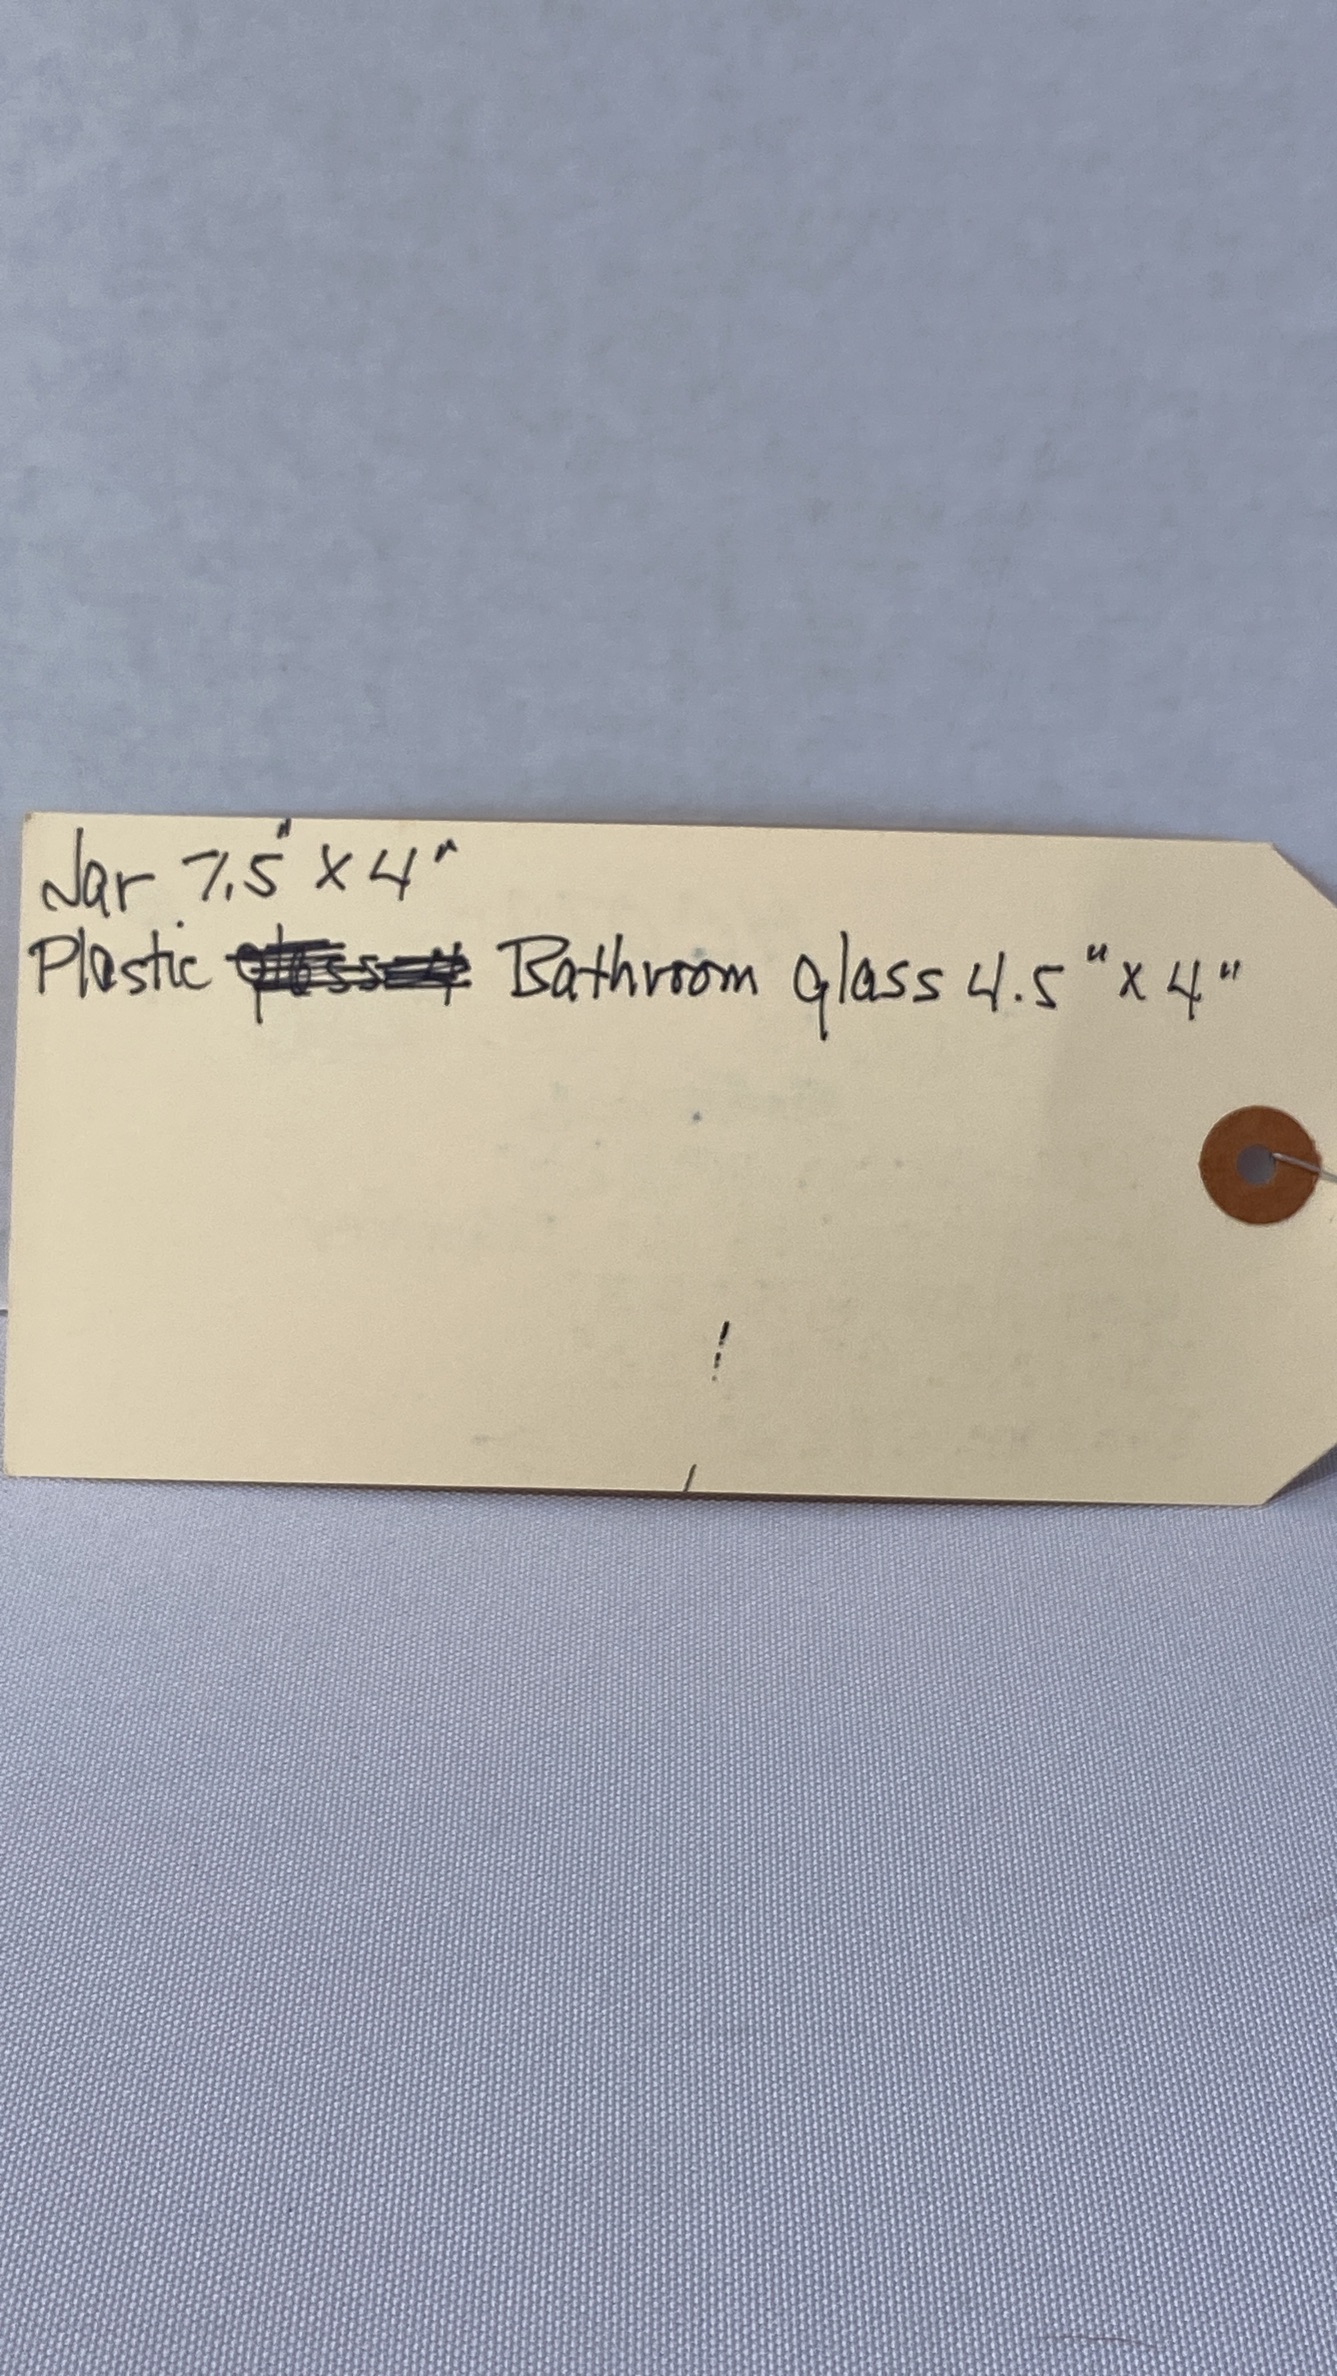 Jar 7.5" x 4"
Plastic Bathroom glass 4.5" x 4"